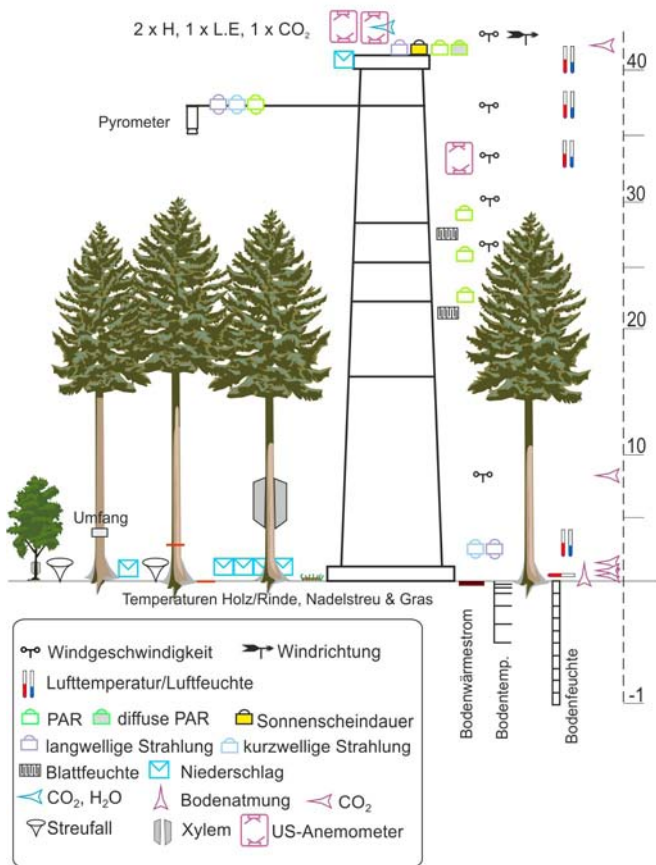 2 x H, 1 x L.E, 1 x CO₂
40
Pyrometer
30
20
10
Umfang
Temperaturen Holz/Rinde, Nadelstreu & Gras
Bodenwärmestrom
Bodentemp.
Bodenfeuchte
-1
Windgeschwindigkeit Windrichtung
Lufttemperatur/Luftfeuchte
PAR diffuse PAR Sonnenscheindauer
langwellige Strahlung kurzwellige Strahlung
Blattfeuchte Niederschlag
CO₂, H₂O Bodenatmung CO₂
Streufall Xylem US-Anemometer